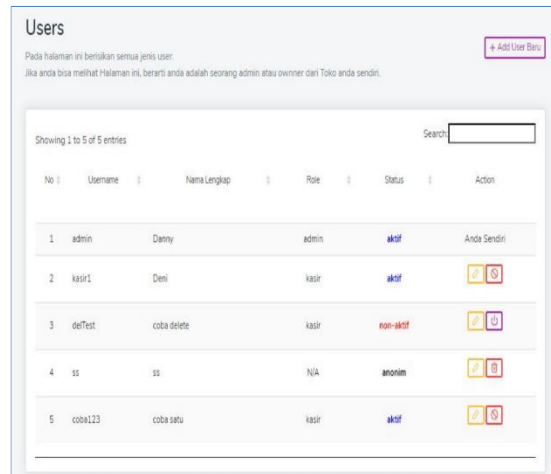 Users
+ Add User Baru
Pada halaman ini berisikan semua jenis user.
Jika anda bisa melihat Halaman ini, berarti anda adalah seorang admin atau ownner dari Toko anda sendiri.
Showing 1 to 5 of 5 entries Search:
No Username Nama Lengkap Role Status Action
1 admin Danny admin aktif Anda Sendiri
2 kasir1 Deni kasir aktif
3 delTest coba delete kasir non-aktif
4 ss ss N/A anonim
5 coba123 coba satu kasir aktif